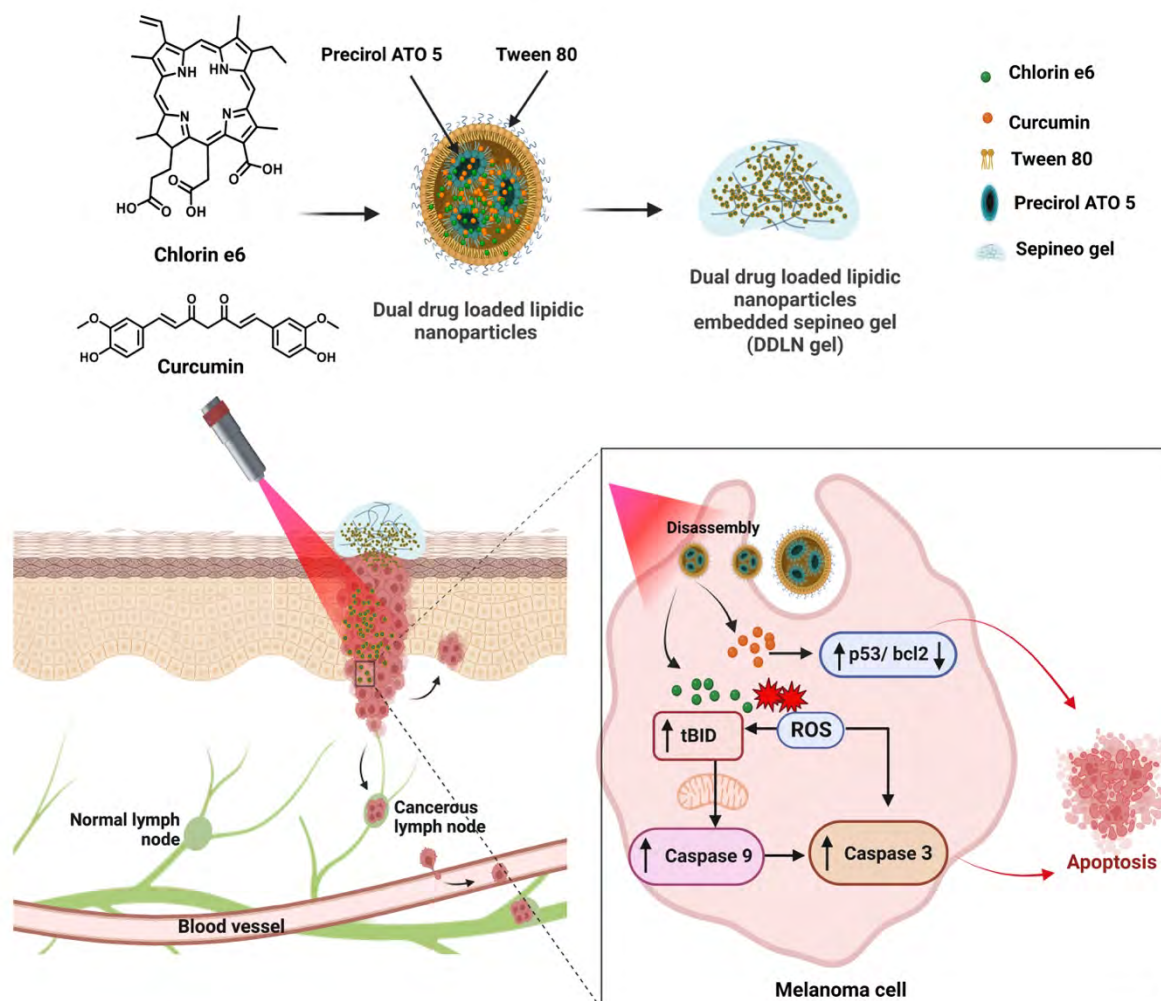 Precirol ATO 5
Tween 80
NH
HN
N
N
OH
O
O
HO
O
OH
Chlorin e6
O
O
O
O
HO
OH
Curcumin
Dual drug loaded lipidic
nanoparticles
Dual drug loaded lipidic
nanoparticles
embedded sepineo gel
(DDLN gel)
Chlorin e6
Curcumin
Tween 80
Precirol ATO 5
Sepineo gel
Normal lymph
node
Cancerous
lymph node
Blood vessel
Disassembly
p53/ bcl2
tBID
ROS
Caspase 9
Caspase 3
Apoptosis
Melanoma cell